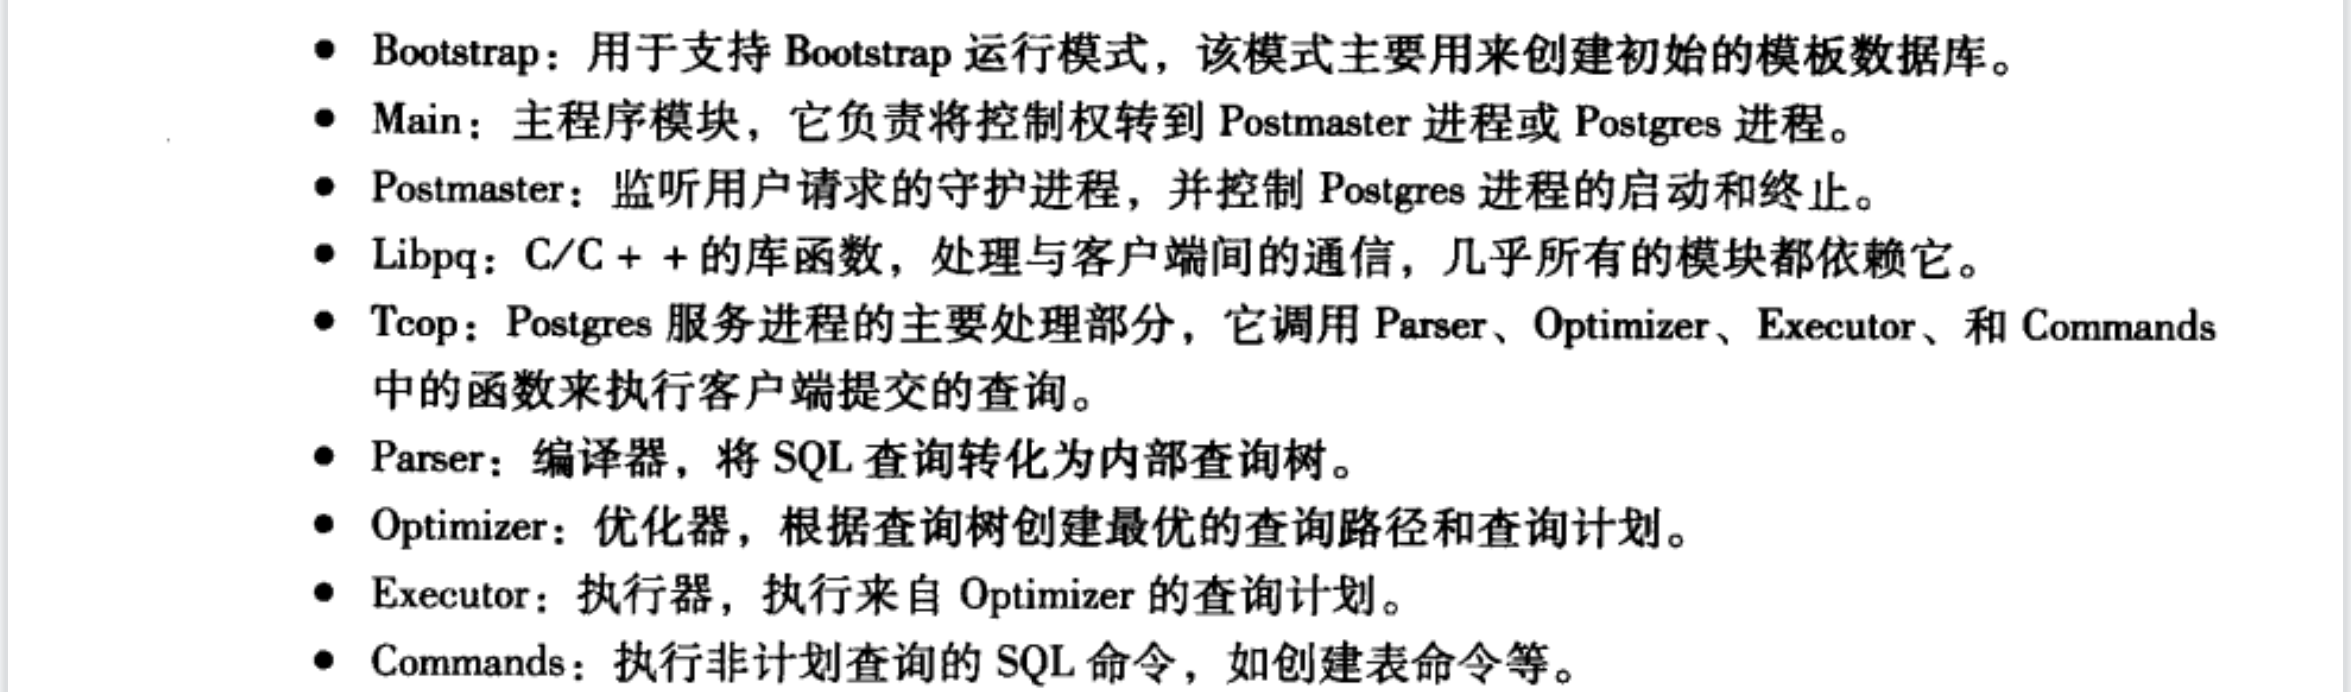 ● Bootstrap：用于支持 Bootstrap 运行模式，该模式主要用来创建初始的模板数据库。
● Main：主程序模块，它负责将控制权转到 Postmaster 进程或 Postgres 进程。
● Postmaster：监听用户请求的守护进程，并控制 Postgres 进程的启动和终止。
● Libpq：C/C + + 的库函数，处理与客户端间的通信，几乎所有的模块都依赖它。
● Tcop：Postgres 服务进程的主要处理部分，它调用 Parser、Optimizer、Executor、和 Commands
中的函数来执行客户端提交的查询。
● Parser：编译器，将 SQL 查询转化为内部查询树。
● Optimizer：优化器，根据查询树创建最优的查询路径和查询计划。
● Executor：执行器，执行来自 Optimizer 的查询计划。
● Commands：执行非计划查询的 SQL 命令，如创建表命令等。